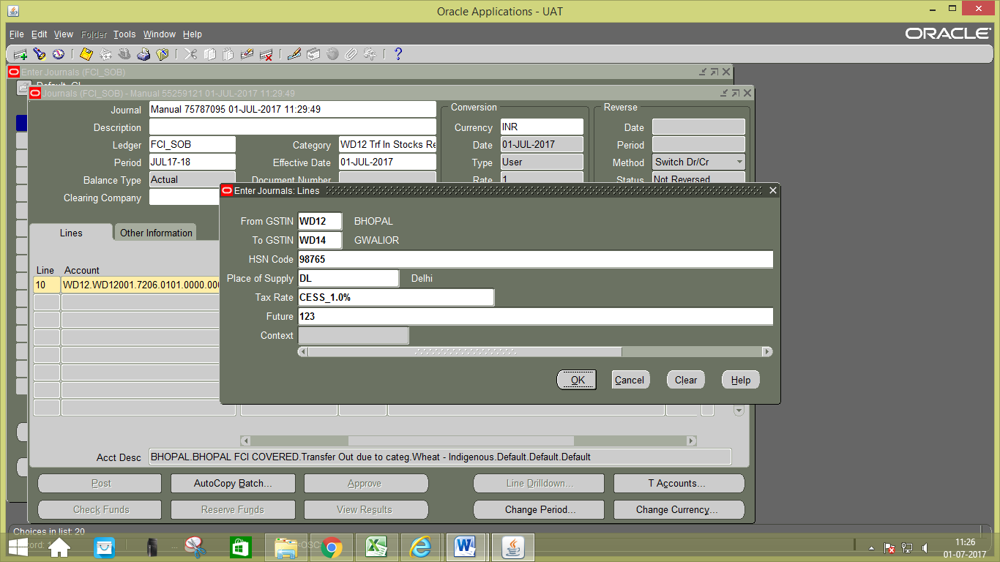 Oracle Applications - UAT
File Edit View Folder Tools Window Help
ORACLE
Enter Journals (FCI_SOB)
Journals (FCI_SOB) - Manual 55259121 01-JUL-2017 11:29:49
Journal Manual 75787095 01-JUL-2017 11:29:49
Conversion
Reverse
Description
Currency INR
Date
Ledger FCI_SOB
Category WD12 Trf In Stocks Re
Date 01-JUL-2017
Period
Period JUL17-18
Effective Date 01-JUL-2017
Type User
Method Switch Dr/Cr
Balance Type Actual
Document Number
Rate 1
Status Not Reversed
Clearing Company
Enter Journals: Lines
From GSTIN WD12 BHOPAL
To GSTIN WD14 GWALIOR
HSN Code 98765
Place of Supply DL Delhi
Tax Rate CESS_1.0%
Future 123
Context
OK Cancel Clear Help
Lines Other Information
Line Account
10 WD12.WD12001.7206.0101.0000.000
Acct Desc BHOPAL.BHOPAL FCI COVERED.Transfer Out due to categ.Wheat - Indigenous.Default.Default.Default
Post AutoCopy Batch... Approve Line Drilldown... T Accounts...
Check Funds Reserve Funds View Results Change Period... Change Currency...
Choices in list: 20
11:26
01-07-2017